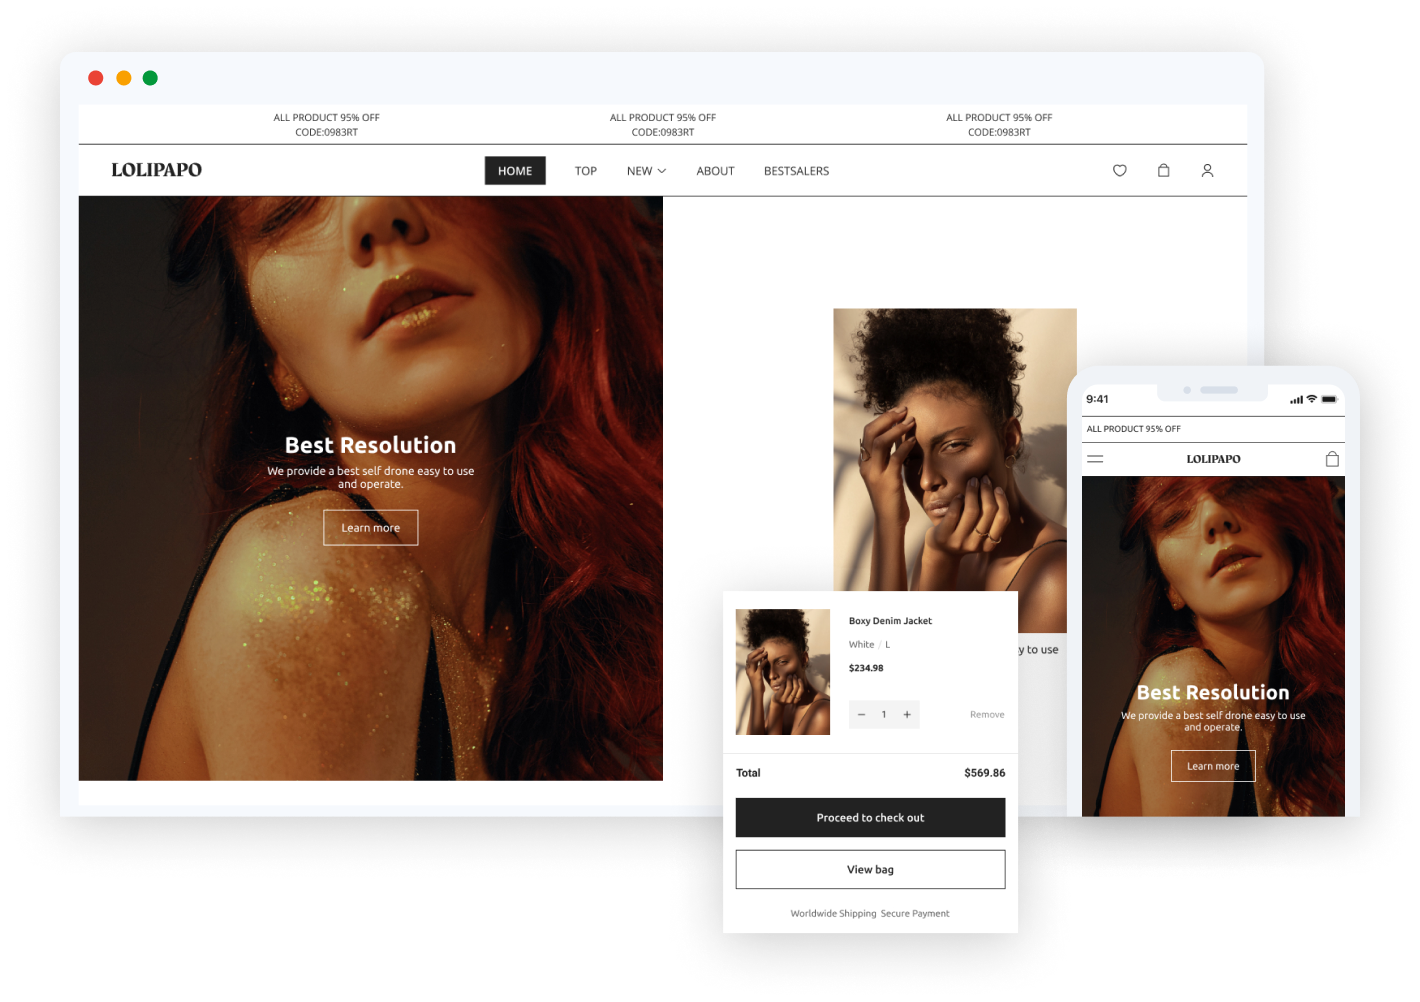 ALL PRODUCT 95% OFF
CODE:0983RT
ALL PRODUCT 95% OFF
CODE:0983RT
ALL PRODUCT 95% OFF
CODE:0983RT
LOLIPAPO
HOME
TOP
NEW
ABOUT
BESTSALERS
Best Resolution
We provide a best self drone easy to use
and operate.
Learn more
y to use
Boxy Denim Jacket
White / L
$234.98
− 1 +
Remove
Total
$569.86
Proceed to check out
View bag
Worldwide Shipping Secure Payment
9:41
ALL PRODUCT 95% OFF
LOLIPAPO
Best Resolution
We provide a best self drone easy to use
and operate.
Learn more